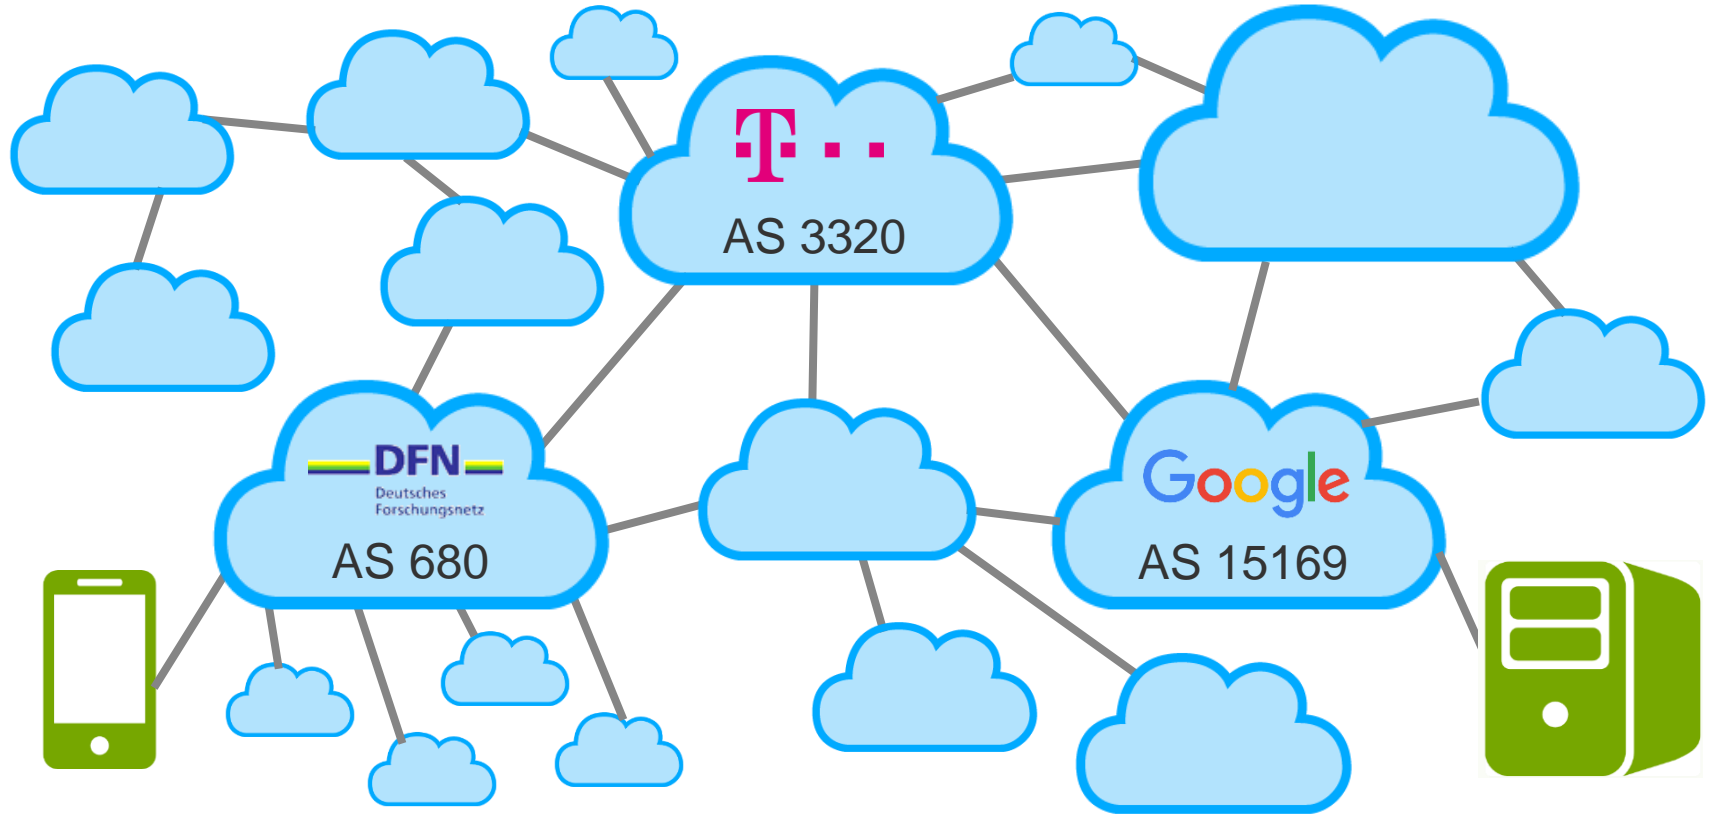 T
AS 3320
DFN
Deutsches
Forschungsnetz
AS 680
Google
AS 15169